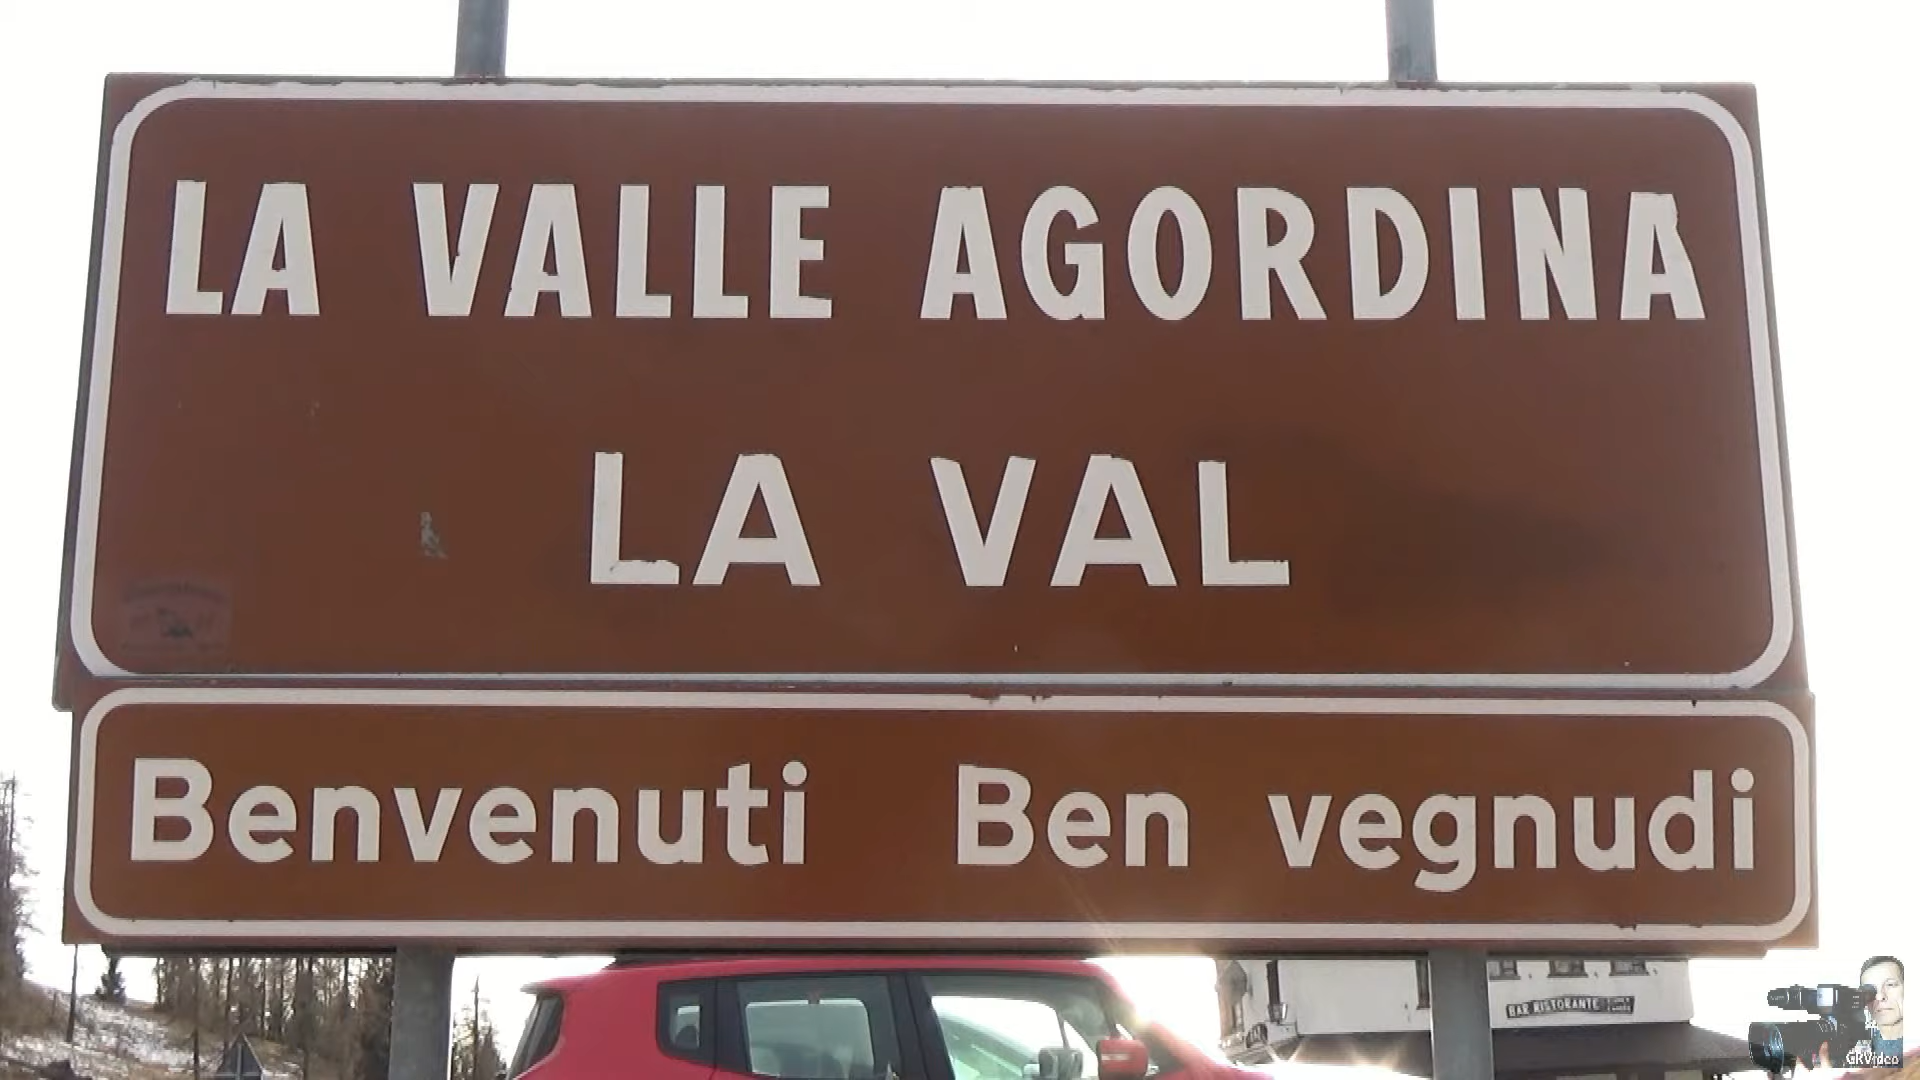 LA VALLE AGORDINA
LA VAL
Benvenuti Ben vegnudi
BAR RISTORANTE
GRVideo